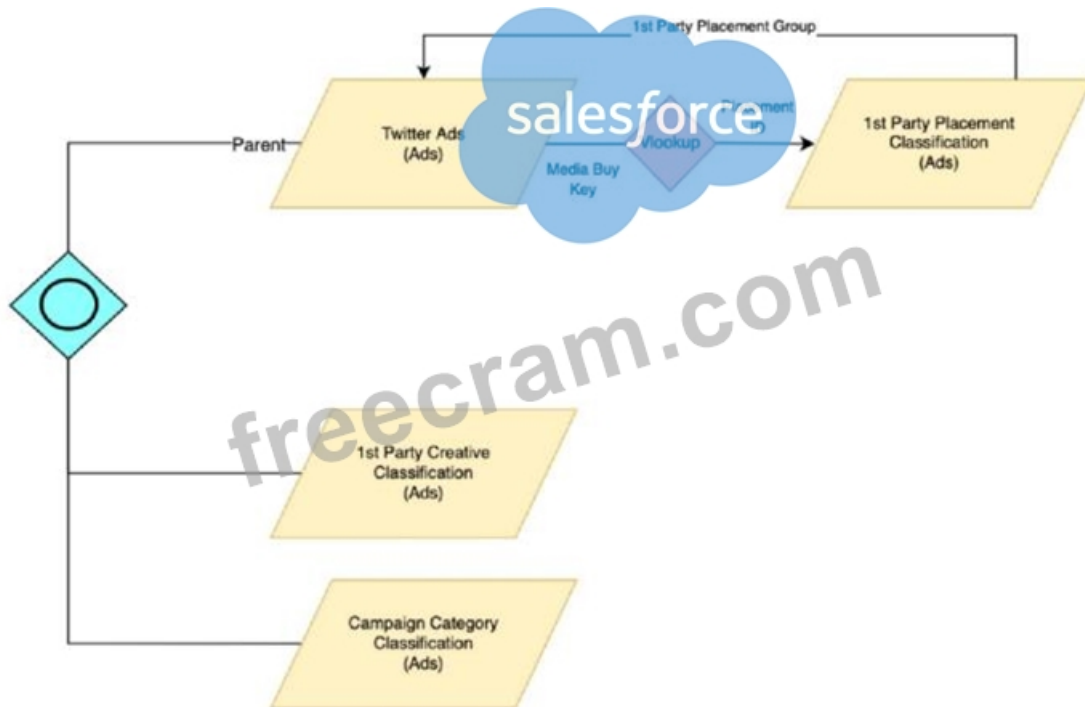 1st Party Placement Group
Parent
Twitter Ads
(Ads)
salesforce
Vlookup
Placement
ID
Media Buy
Key
1st Party Placement
Classification
(Ads)
freecram.com
1st Party Creative
Classification
(Ads)
Campaign Category
Classification
(Ads)